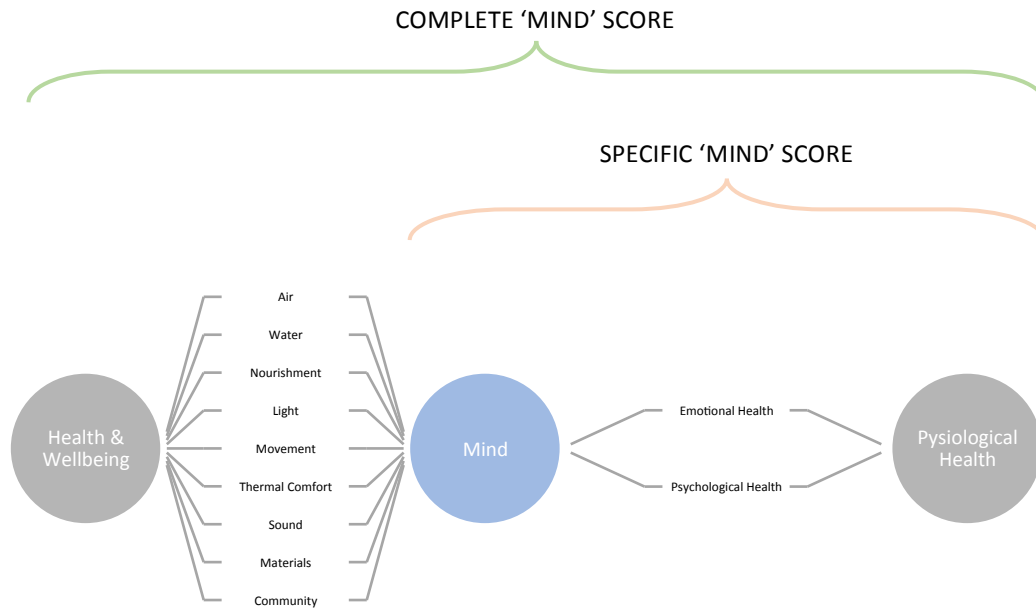 COMPLETE ‘MIND’ SCORE
SPECIFIC ‘MIND’ SCORE
Air
Water
Nourishment
Light
Movement
Thermal Comfort
Sound
Materials
Community
Health &
Wellbeing
Mind
Emotional Health
Psychological Health
Pysiological
Health